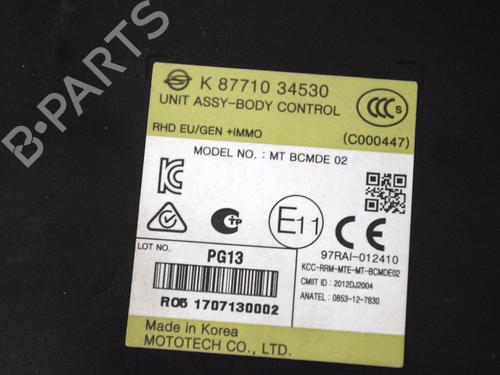 K 87710 34530
UNIT ASSY-BODY CONTROL
CCC S
RHD EU/GEN +IMMO
(C000447)
MODEL NO. : MT BCMDE 02
E11
CE
97RAI-012410
KCC-RRM-MTE-MT-BCMDE02
CMIIT ID : 2012DJ2004
ANATEL : 0853-12-7830
LOT NO.
PG13
R05 1707130002
Made in Korea
MOTOTECH CO., LTD.
B-PARTS